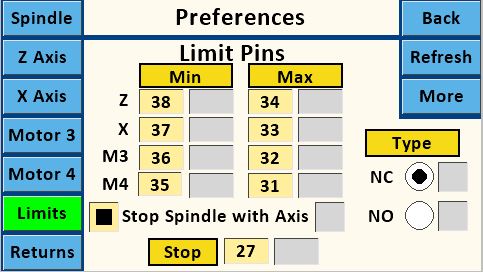 Spindle
Preferences
Back
Z Axis
Limit Pins
Refresh
Min
Max
X Axis
More
Z 38 34
X 37 33
Motor 3
Type
M3 36 32
Motor 4
NC
M4 35 31
Limits
Stop Spindle with Axis
NO
Returns
Stop 27